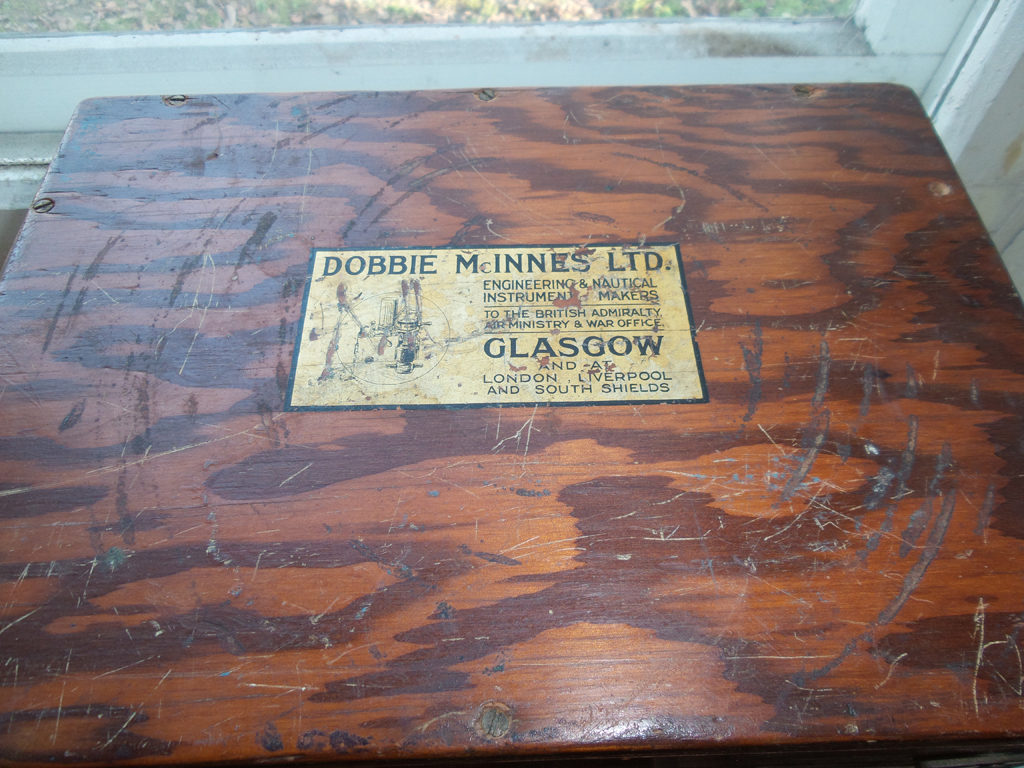 DOBBIE McINNES LTD.
ENGINEERING & NAUTICAL
INSTRUMENT MAKERS
TO THE BRITISH ADMIRALTY,
AIR MINISTRY & WAR OFFICE.
GLASGOW
AND AT
LONDON LIVERPOOL
AND SOUTH SHIELDS